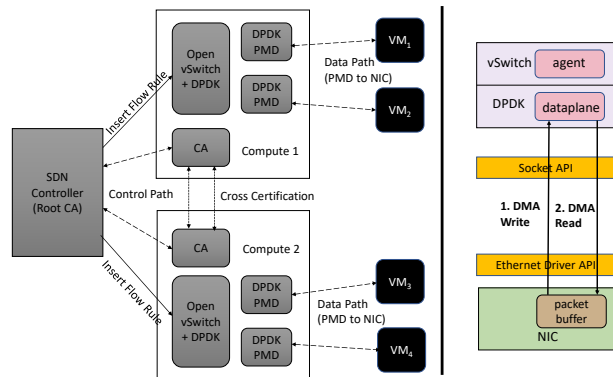 DPDK
PMD
Open
vSwitch
+ DPDK
DPDK
PMD
VM1
Data Path
(PMD to NIC)
VM2
Insert Flow Rule
CA
Compute 1
SDN
Controller
(Root CA)
Control Path
Cross Certification
CA
Compute 2
Insert Flow Rule
Open
vSwitch
+ DPDK
DPDK
PMD
DPDK
PMD
VM3
Data Path
(PMD to NIC)
VM4
vSwitch
agent
DPDK
dataplane
Socket API
1. DMA
Write
2. DMA
Read
Ethernet Driver API
packet
buffer
NIC